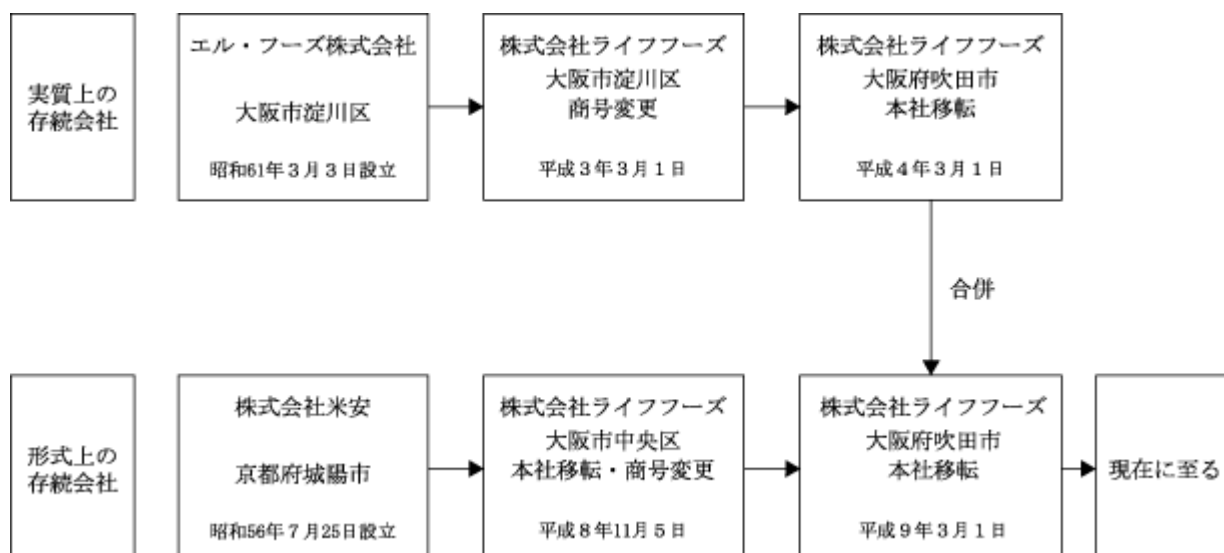 実質上の
存続会社
エル・フーズ株式会社
大阪市淀川区
昭和61年３月３日設立
株式会社ライフフーズ
大阪市淀川区
商号変更
平成３年３月１日
株式会社ライフフーズ
大阪府吹田市
本社移転
平成４年３月１日
合併
形式上の
存続会社
株式会社米安
京都府城陽市
昭和56年７月25日設立
株式会社ライフフーズ
大阪市中央区
本社移転・商号変更
平成８年11月５日
株式会社ライフフーズ
大阪府吹田市
本社移転
平成９年３月１日
現在に至る